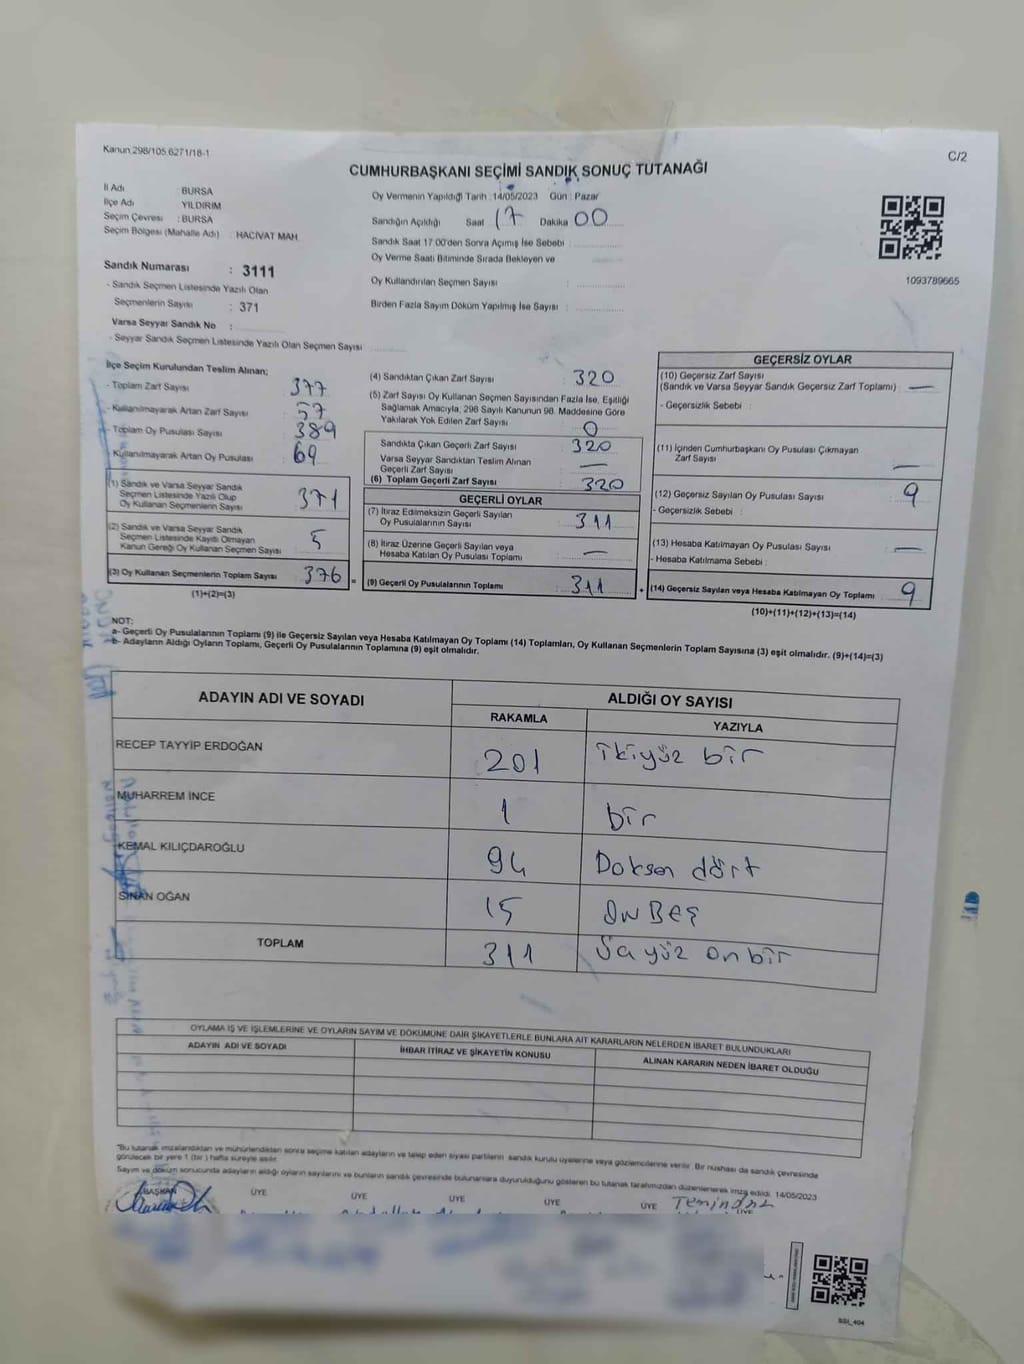 Kanun 298/105.6271/18-1
C/2
CUMHURBAŞKANI SEÇİMİ SANDIK SONUÇ TUTANAĞI
İl Adı : BURSA
İlçe Adı : YILDIRIM
Seçim Çevresi : BURSA
Seçim Bölgesi (Mahalle Adı) : HACİVAT MAH.
Sandık Numarası : 3111
- Sandık Seçmen Listesinde Yazılı Olan
Seçmenlerin Sayısı : 371
Varsa Seyyar Sandık No :
- Seyyar Sandık Seçmen Listesinde Yazılı Olan Seçmen Sayısı
Oy Vermenin Yapıldığı Tarih : 14/05/2023 Gün : Pazar
Sandığın Açıldığı Saat 17 Dakika 00
Sandık Saat 17.00'den Sonra Açımış İse Sebebi :
Oy Verme Saati Bitiminde Sırada Bekleyen ve
Oy Kullandırılan Seçmen Sayısı :
Birden Fazla Sayım Döküm Yapılmış İse Sayısı :
1093789665
İlçe Seçim Kurulundan Teslim Alınan;
- Toplam Zarf Sayısı 377
- Kullanılmayarak Artan Zarf Sayısı 57
- Toplam Oy Pusulası Sayısı 389
- Kullanılmayarak Artan Oy Pusulası 69
(1) Sandık ve Varsa Seyyar Sandık
Seçmen Listesinde Yazılı Olup
Oy Kullanan Seçmenlerin Sayısı 371
(2) Sandık ve Varsa Seyyar Sandık
Seçmen Listesinde Kayıtlı Olmayan
Kanun Gereği Oy Kullanan Seçmen Sayısı 5
(3) Oy Kullanan Seçmenlerin Toplam Sayısı 376 =
(1)+(2)=(3)
(4) Sandıktan Çıkan Zarf Sayısı : 320
(5) Zarf Sayısı Oy Kullanan Seçmen Sayısından Fazla İse, Eşitliği
Sağlamak Amacıyla, 298 Sayılı Kanunun 98. Maddesine Göre
Yakılarak Yok Edilen Zarf Sayısı 0
Sandıkta Çıkan Geçerli Zarf Sayısı 320
Varsa Seyyar Sandıktan Teslim Alınan
Geçerli Zarf Sayısı —
(6) Toplam Geçerli Zarf Sayısı 320
GEÇERLİ OYLAR
(7) İtiraz Edilmeksizin Geçerli Sayılan
Oy Pusulalarının Sayısı 311
(8) İtiraz Üzerine Geçerli Sayılan veya
Hesaba Katılan Oy Pusulası Toplamı —
(9) Geçerli Oy Pusulalarının Toplamı 311 +
GEÇERSİZ OYLAR
(10) Geçersiz Zarf Sayısı
(Sandık ve Varsa Seyyar Sandık Geçersiz Zarf Toplamı) —
- Geçersizlik Sebebi :
(11) İçinden Cumhurbaşkanı Oy Pusulası Çıkmayan
Zarf Sayısı —
(12) Geçersiz Sayılan Oy Pusulası Sayısı 9
- Geçersizlik Sebebi :
(13) Hesaba Katılmayan Oy Pusulası Sayısı —
- Hesaba Katılmama Sebebi :
(14) Geçersiz Sayılan veya Hesaba Katılmayan Oy Toplamı 9
(10)+(11)+(12)+(13)=(14)
NOT:
a- Geçerli Oy Pusulalarının Toplamı (9) ile Geçersiz Sayılan veya Hesaba Katılmayan Oy Toplamı (14) Toplamları, Oy Kullanan Seçmenlerin Toplam Sayısına (3) eşit olmalıdır. (9)+(14)=(3)
b- Adayların Aldığı Oyların Toplamı, Geçerli Oy Pusulalarının Toplamına (9) eşit olmalıdır.
ADAYIN ADI VE SOYADI ALDIĞI OY SAYISI
RAKAMLA YAZIYLA
RECEP TAYYİP ERDOĞAN 201 ikiyüz bir
MUHARREM İNCE 1 bir
KEMAL KILIÇDAROĞLU 94 Doksan dört
SİNAN OĞAN 15 ON BEŞ
TOPLAM 311 üçyüz on bir
OYLAMA İŞ VE İŞLEMLERİNE VE OYLARIN SAYIM VE DÖKÜMÜNE DAİR ŞİKAYETLERLE BUNLARA AİT KARARLARIN NELERDEN İBARET BULUNDUKLARI
ADAYIN ADI VE SOYADI İHBAR İTİRAZ VE ŞİKAYETİN KONUSU ALINAN KARARIN NEDEN İBARET OLDUĞU
"Bu tutanak imzalandıktan ve mühürlendikten sonra seçime katılan adayların ve talep eden siyasi partilerin sandık kurulu üyelerine veya gözlemcilerine verilir. Bir nüshası da sandık çevresinde
görülecek bir yere 1 (bir) hafta süreyle asılır.
Sayım ve döküm sonucunda adayların aldığı oyların sayılarını ve bunların sandık çevresinde bulunanlara duyurulduğunu gösteren bu tutanak tarafımızdan düzenlenerek imza edildi. 14/05/2023
BAŞKAN ÜYE ÜYE ÜYE ÜYE ÜYE
SSI_404